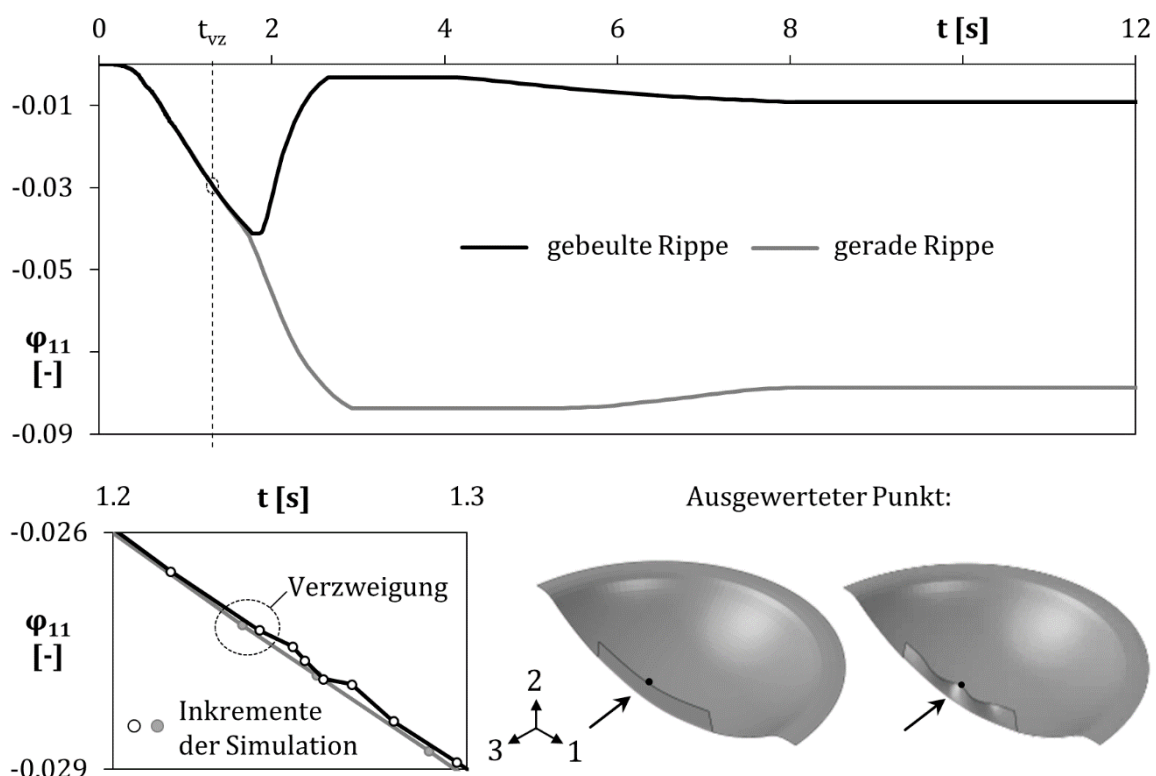 0 t_vz 2 4 6 8 t [s] 12
-0.01
-0.03
gebeulte Rippe gerade Rippe
-0.05
φ11
[-]
-0.09
1.2 t [s] 1.3
Ausgewerteter Punkt:
-0.026
Verzweigung
φ11
[-]
Inkremente
der Simulation
2
3 1
-0.029